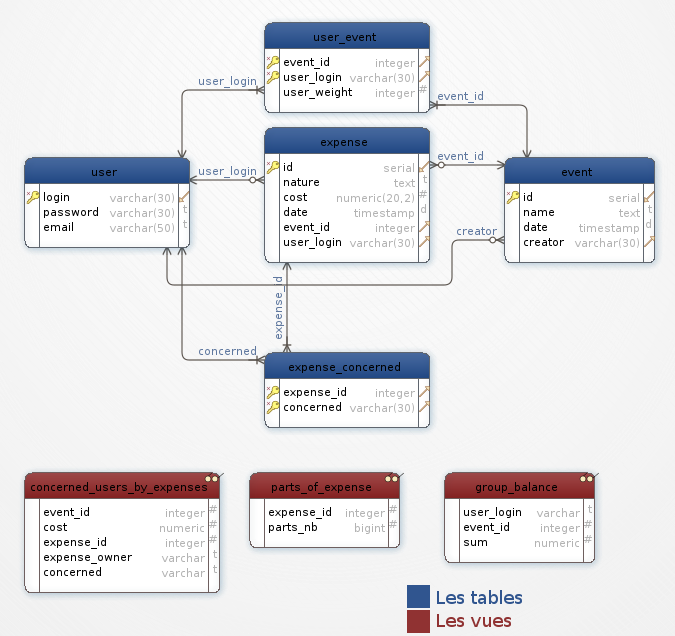 user_event
event_id integer
user_login varchar(30)
user_weight integer #
user_login
event_id
expense
id serial
nature text t
cost numeric(20,2) #
date timestamp d
event_id integer
user_login varchar(30)
user_login
event_id
user
login varchar(30)
password varchar(30) t
email varchar(50) t
event
id serial
name text t
date timestamp d
creator varchar(30)
creator
expense_id
concerned
expense_concerned
expense_id integer
concerned varchar(30)
concerned_users_by_expenses
event_id integer #
cost numeric #
expense_id integer #
expense_owner varchar t
concerned varchar t
parts_of_expense
expense_id integer #
parts_nb bigint #
group_balance
user_login varchar t
event_id integer #
sum numeric #
Les tables
Les vues